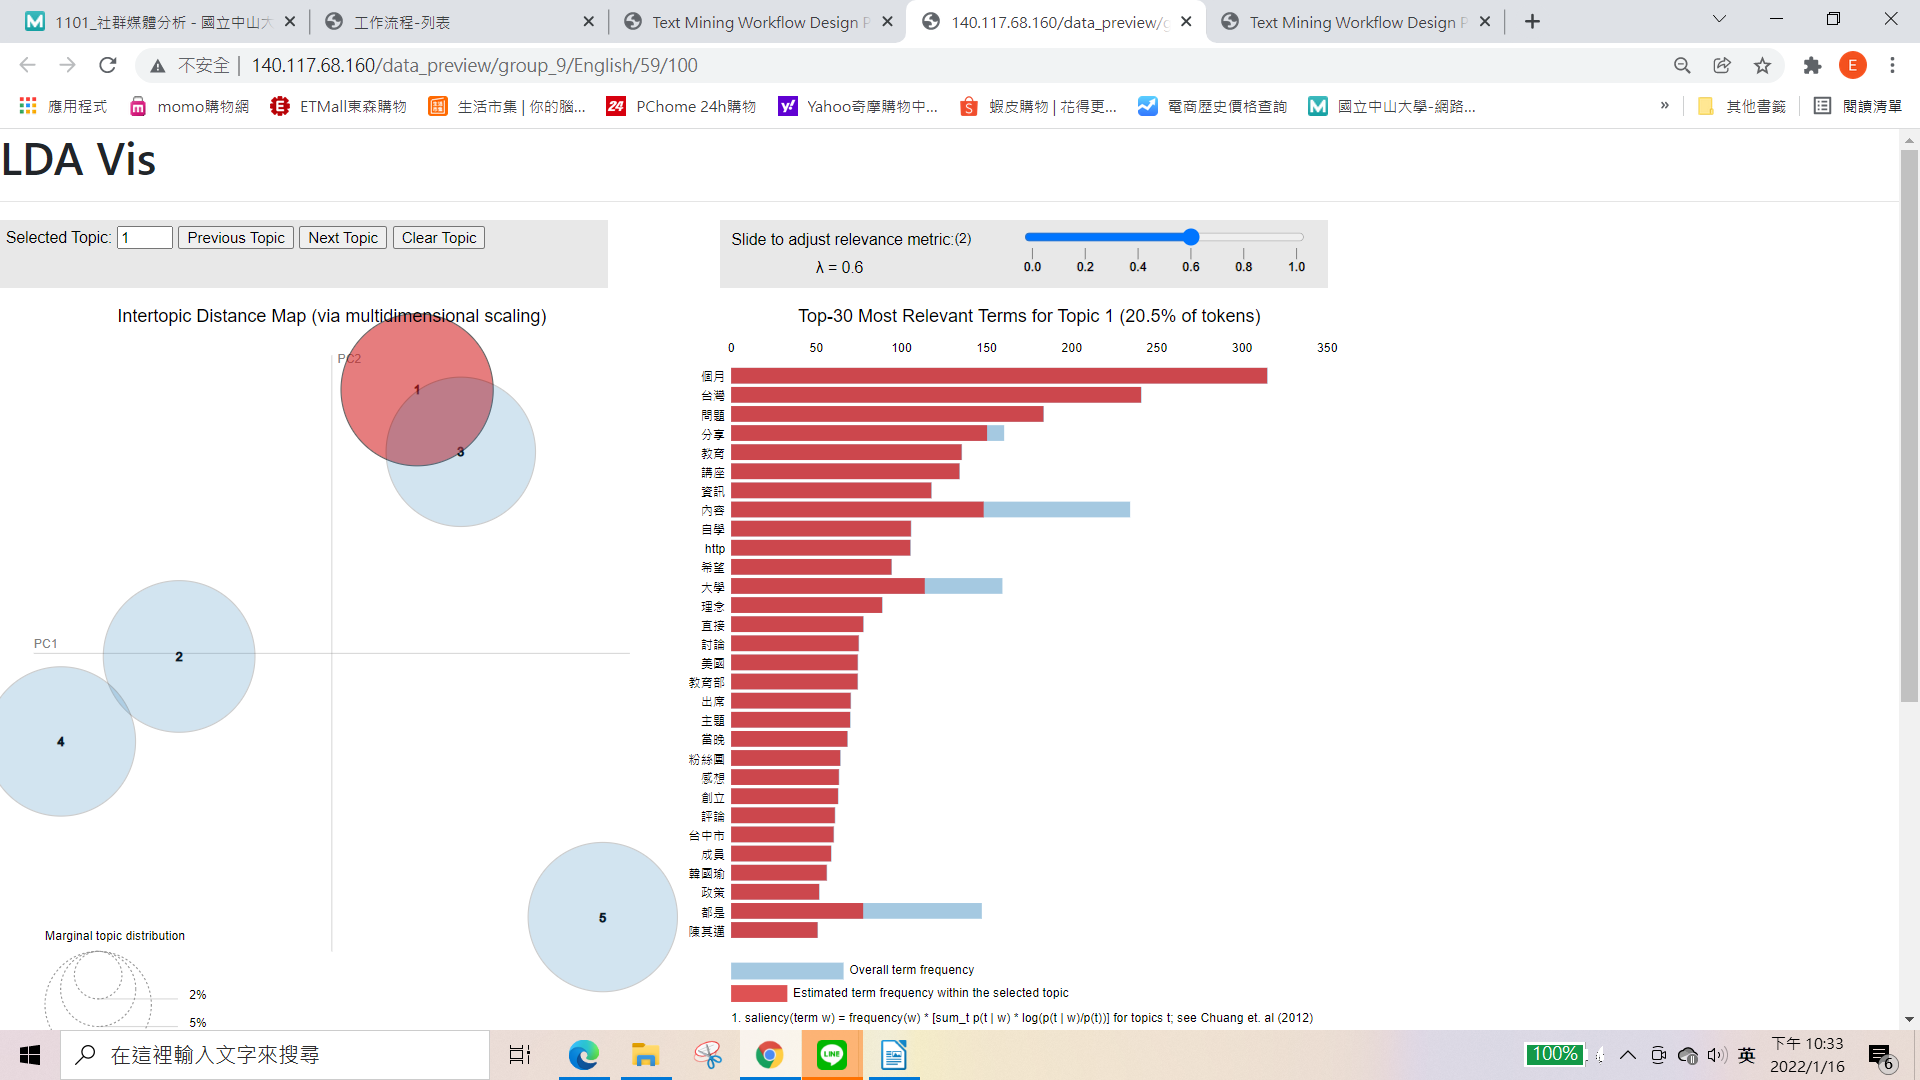 1101_社群媒體分析 - 國立中山大
工作流程-列表
Text Mining Workflow Design P
140.117.68.160/data_preview/g
Text Mining Workflow Design P
不安全 | 140.117.68.160/data_preview/group_9/English/59/100
E
應用程式
momo購物網
ETMall東森購物
生活市集 | 你的腦...
PChome 24h購物
Yahoo奇摩購物中...
蝦皮購物 | 花得更...
電商歷史價格查詢
國立中山大學-網路...
»
其他書籤
閱讀清單
LDA Vis
Selected Topic: 1 Previous Topic Next Topic Clear Topic
Slide to adjust relevance metric:(2)
λ = 0.6
0.0 0.2 0.4 0.6 0.8 1.0
Intertopic Distance Map (via multidimensional scaling)
PC2
1
3
PC1
2
4
5
Marginal topic distribution
2%
5%
Top-30 Most Relevant Terms for Topic 1 (20.5% of tokens)
0 50 100 150 200 250 300 350
個月
台灣
問題
分享
教育
講座
資訊
內容
自學
http
希望
大學
理念
直接
討論
美國
教育部
出席
主題
當晚
粉絲團
感想
創立
評論
台中市
成員
韓國瑜
政策
都是
陳其邁
Overall term frequency
Estimated term frequency within the selected topic
1. saliency(term w) = frequency(w) * [sum_t p(t | w) * log(p(t | w)/p(t))] for topics t; see Chuang et. al (2012)
在這裡輸入文字來搜尋
LINE
100%
英
下午 10:33
2022/1/16
6